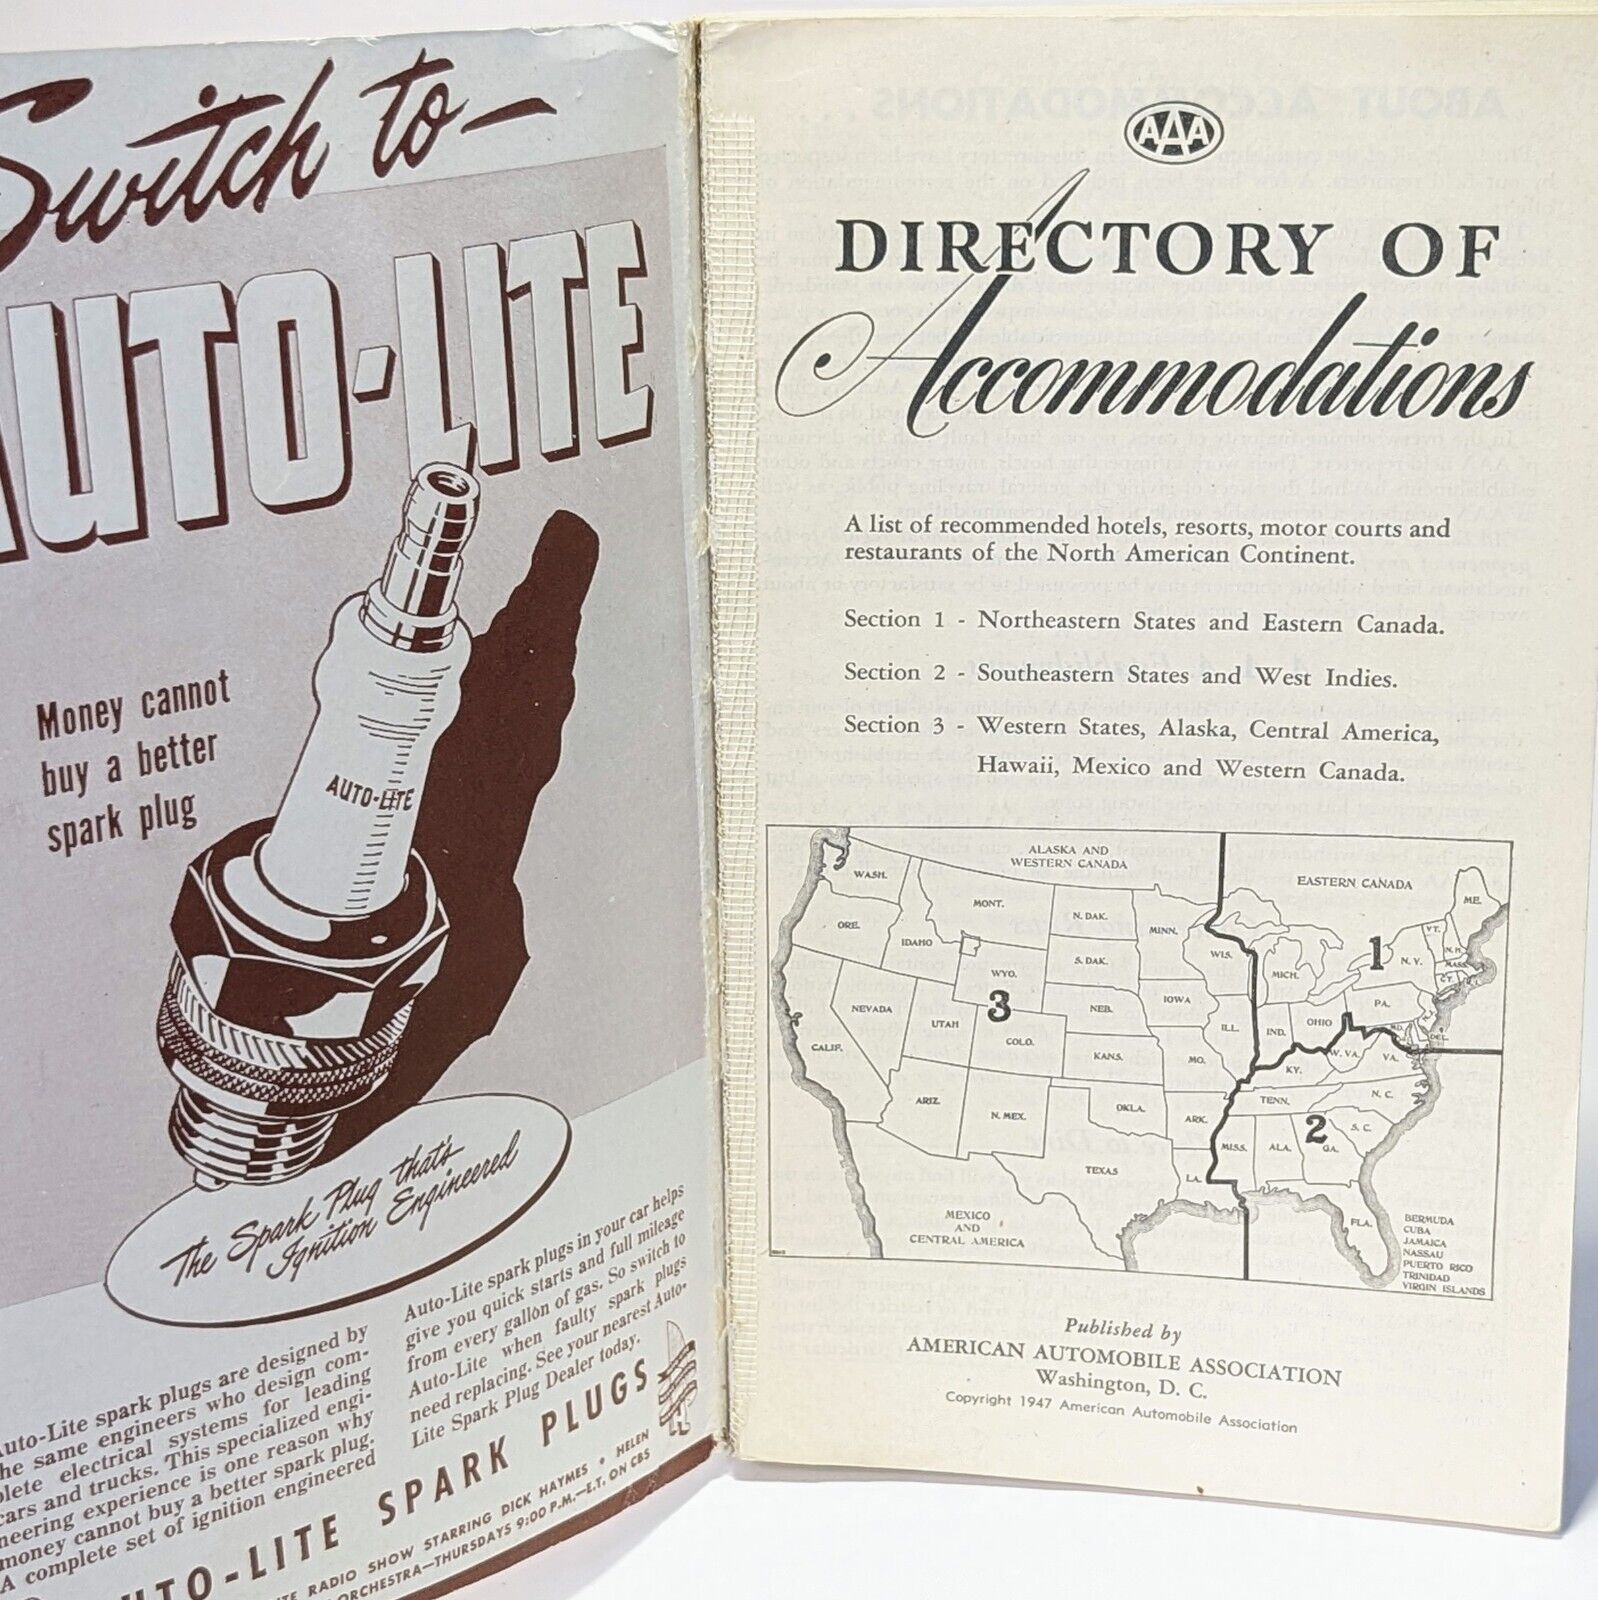 Switch to—
AUTO-LITE
Money cannot
buy a better
spark plug
AUTO-LITE
The Spark Plug that's
Ignition Engineered
Auto-Lite spark plugs are designed by
the same engineers who design com-
plete electrical systems for leading
cars and trucks. This specialized engi-
neering experience is one reason why
money cannot buy a better spark plug.
A complete set of ignition engineered
Auto-Lite spark plugs in your car helps
give you quick starts and full mileage
from every gallon of gas. So switch to
Auto-Lite when faulty spark plugs
need replacing. See your nearest Auto-
Lite Spark Plug Dealer today.
AUTO-LITE SPARK PLUGS
RADIO SHOW STARRING DICK HAYMES • HELEN
ORCHESTRA—THURSDAYS 9:00 P.M.—E.T. ON CBS
AAA
DIRECTORY OF
Accommodations
A list of recommended hotels, resorts, motor courts and
restaurants of the North American Continent.
Section 1 - Northeastern States and Eastern Canada.
Section 2 - Southeastern States and West Indies.
Section 3 - Western States, Alaska, Central America,
Hawaii, Mexico and Western Canada.
ALASKA AND
WESTERN CANADA
EASTERN CANADA
WASH.
MONT.
N. DAK.
MINN.
ME.
ORE.
IDAHO
S. DAK.
WIS.
MICH.
1
N. Y.
VT.
N. H.
MASS.
CT.
WYO.
3
NEB.
IOWA
PA.
NEVADA
UTAH
COLO.
ILL.
IND.
OHIO
MD.
DEL.
CALIF.
KANS.
MO.
KY.
W. VA.
VA.
ARIZ.
N. MEX.
OKLA.
ARK.
TENN.
N. C.
MISS.
ALA.
2
GA.
S. C.
TEXAS
LA.
FLA.
MEXICO
AND
CENTRAL AMERICA
BERMUDA
CUBA
JAMAICA
NASSAU
PUERTO RICO
TRINIDAD
VIRGIN ISLANDS
Published by
AMERICAN AUTOMOBILE ASSOCIATION
Washington, D. C.
Copyright 1947 American Automobile Association